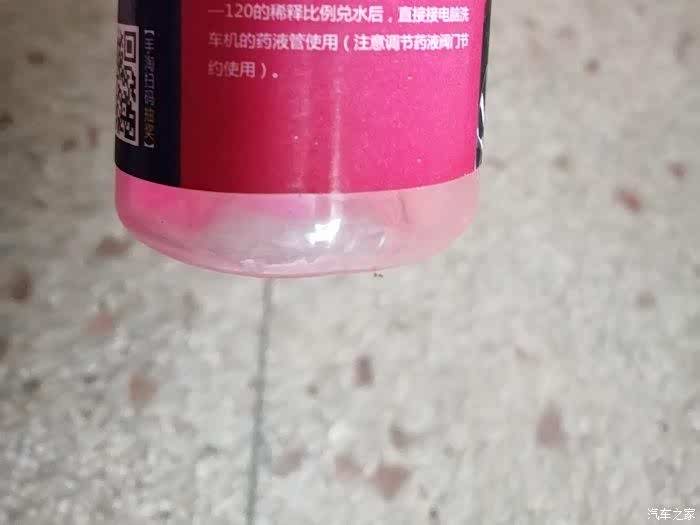 —120的稀释比例兑水后，直接接电脑洗
车机的药液管使用（注意调节药液阀门节
约使用）。
汽车之家